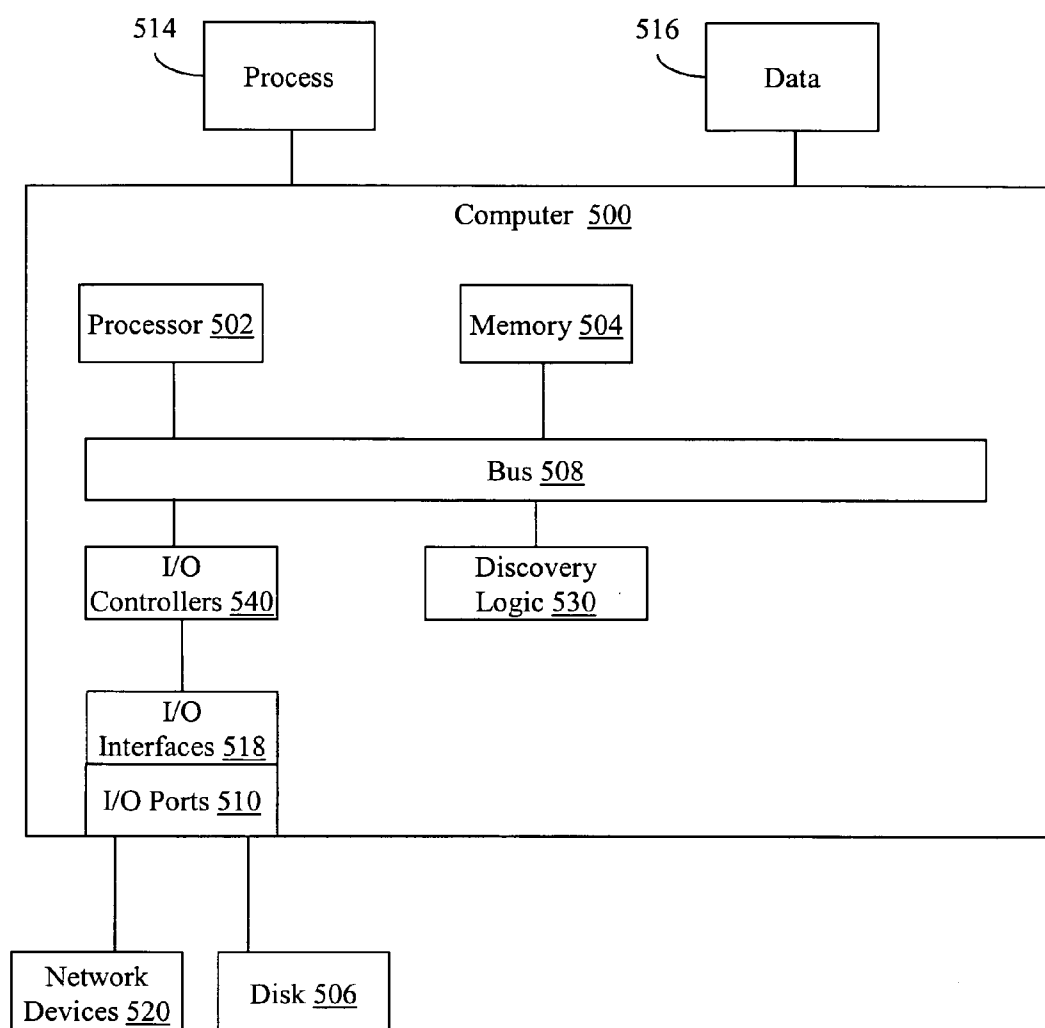 514
Process
516
Data
Computer 500
Processor 502
Memory 504
Bus 508
I/O
Controllers 540
Discovery
Logic 530
I/O
Interfaces 518
I/O Ports 510
Network
Devices 520
Disk 506